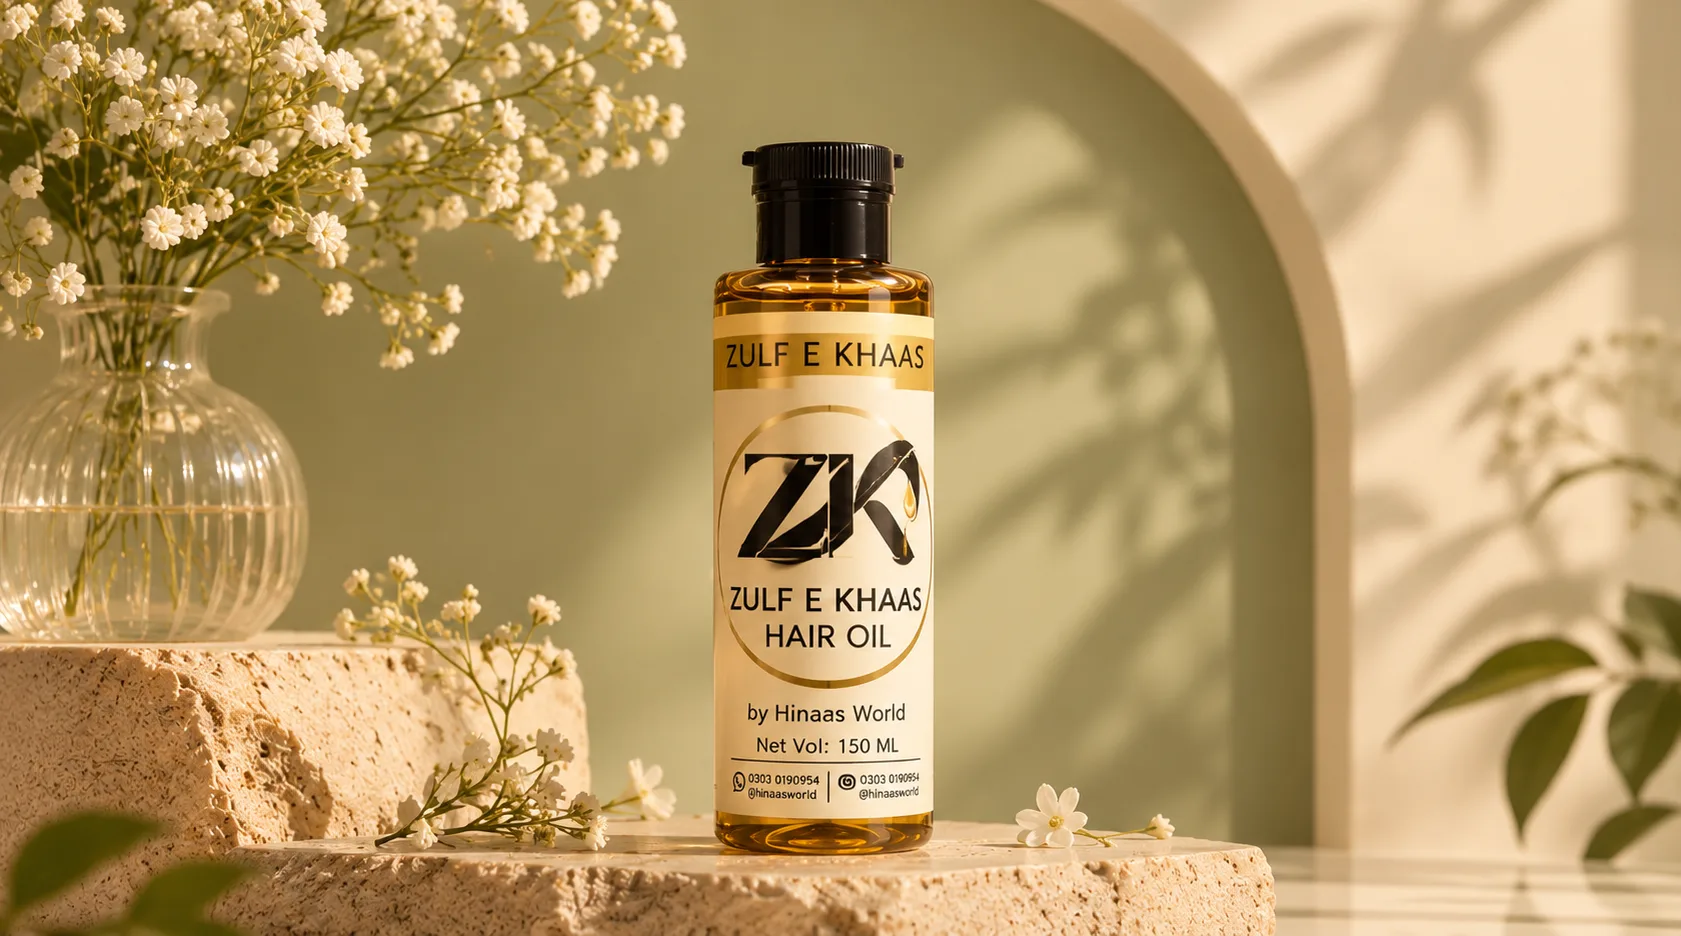 ZULF E KHAAS
ZK
ZULF E KHAAS
HAIR OIL
by Hinaas World
Net Vol: 150 ML
0303 0190954 | 0303 0190954
@hinaasworld | @hinaasworld